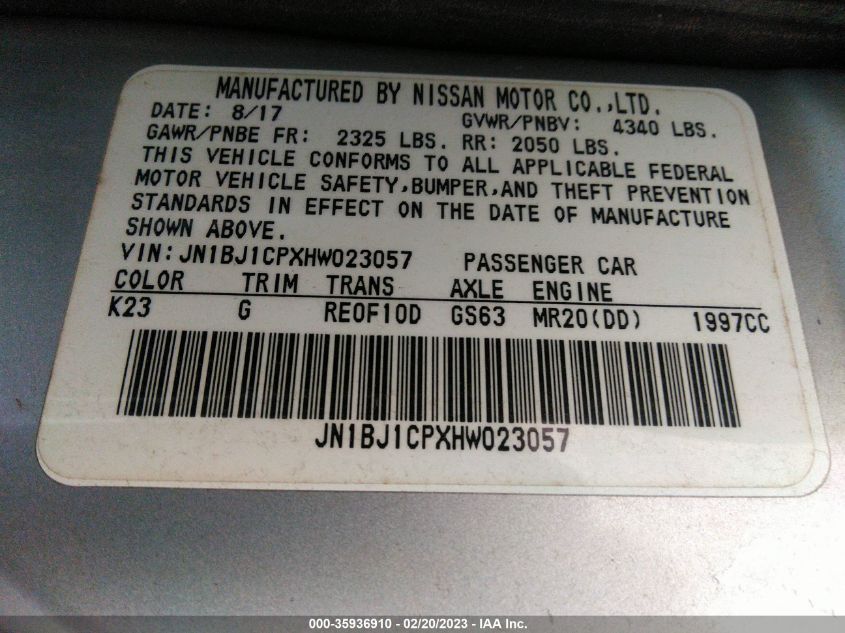 MANUFACTURED BY NISSAN MOTOR CO.,LTD.
DATE: 8/17 GVWR/PNBV: 4340 LBS.
GAWR/PNBE FR: 2325 LBS. RR: 2050 LBS.
THIS VEHICLE CONFORMS TO ALL APPLICABLE FEDERAL
MOTOR VEHICLE SAFETY,BUMPER,AND THEFT PREVENTION
STANDARDS IN EFFECT ON THE DATE OF MANUFACTURE
SHOWN ABOVE.
VIN:JN1BJ1CPXHW023057 PASSENGER CAR
COLOR TRIM TRANS AXLE ENGINE
K23 G RE0F10D GS63 MR20(DD) 1997CC
JN1BJ1CPXHW023057
000-35936910 - 02/20/2023 - IAA Inc.